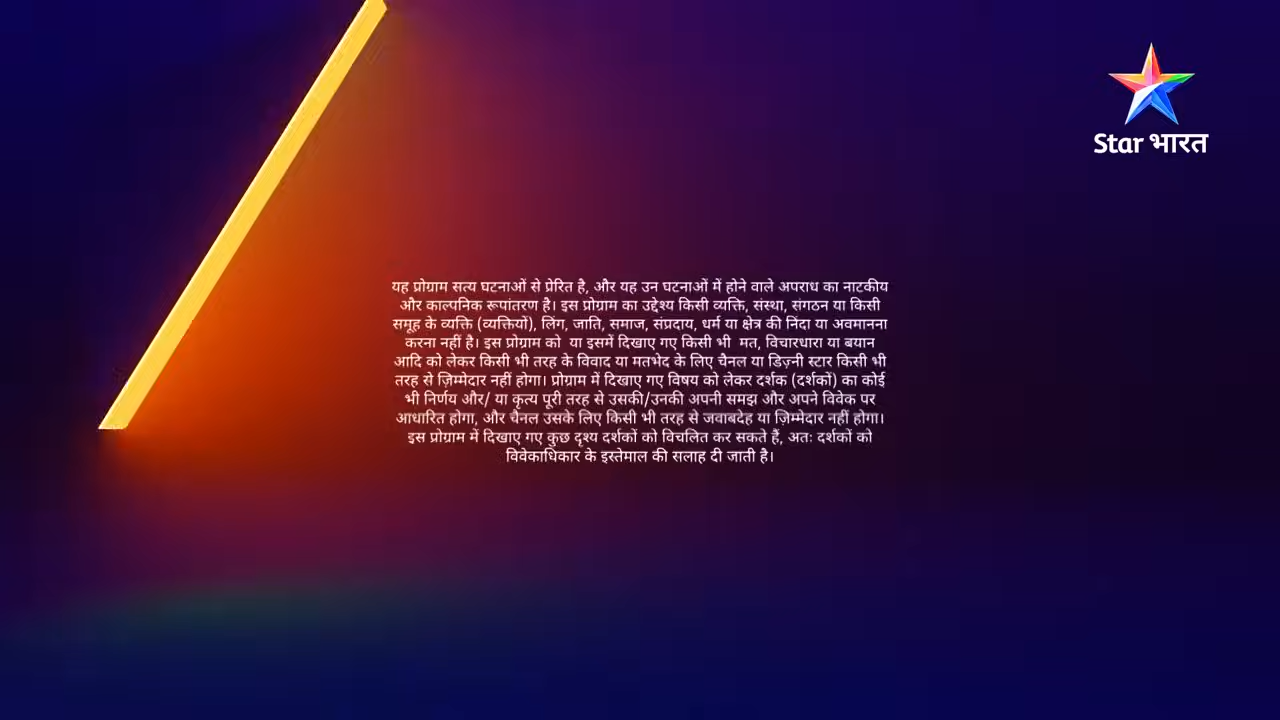 Star भारत
यह प्रोग्राम सत्य घटनाओं से प्रेरित है, और यह उन घटनाओं में होने वाले अपराध का नाटकीय
और काल्पनिक रूपांतरण है। इस प्रोग्राम का उद्देश्य किसी व्यक्ति, संस्था, संगठन या किसी
समूह के व्यक्ति (व्यक्तियों), लिंग, जाति, समाज, संप्रदाय, धर्म या क्षेत्र की निंदा या अवमानना
करना नहीं है। इस प्रोग्राम को या इसमें दिखाए गए किसी भी मत, विचारधारा या बयान
आदि को लेकर किसी भी तरह के विवाद या मतभेद के लिए चैनल या डिज़्नी स्टार किसी भी
तरह से ज़िम्मेदार नहीं होगा। प्रोग्राम में दिखाए गए विषय को लेकर दर्शक (दर्शकों) का कोई
भी निर्णय और/ या कृत्य पूरी तरह से उसकी/उनकी अपनी समझ और अपने विवेक पर
आधारित होगा, और चैनल उसके लिए किसी भी तरह से जवाबदेह या ज़िम्मेदार नहीं होगा।
इस प्रोग्राम में दिखाए गए कुछ दृश्य दर्शकों को विचलित कर सकते हैं, अतः दर्शकों को
विवेकाधिकार के इस्तेमाल की सलाह दी जाती है।